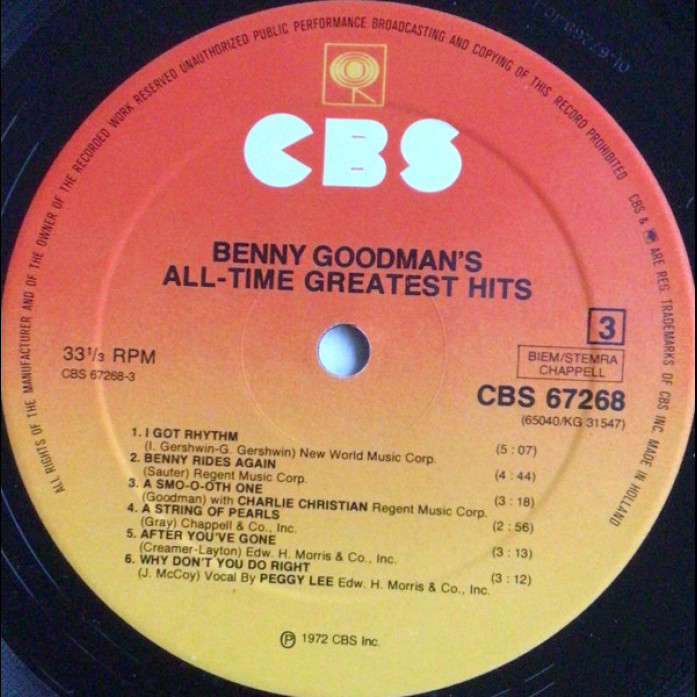 ALL RIGHTS OF THE MANUFACTURER AND OF THE OWNER OF THE RECORDED WORK RESERVED UNAUTHORIZED PUBLIC PERFORMANCE BROADCASTING AND COPYING OF THIS RECORD PROHIBITED CBS & ARE REG. TRADEMARKS OF CBS INC MADE IN HOLLAND
CBS
BENNY GOODMAN'S
ALL-TIME GREATEST HITS
3
33⅓ RPM
CBS 67268-3
BIEM/STEMRA
CHAPPELL
CBS 67268
(65040/KG 31547)
1. I GOT RHYTHM
(I. Gershwin-G. Gershwin) New World Music Corp. (5 : 07)
2. BENNY RIDES AGAIN
(Sauter) Regent Music Corp. (4 : 44)
3. A SMO-O-OTH ONE
(Goodman) with CHARLIE CHRISTIAN Regent Music Corp. (3 : 18)
4. A STRING OF PEARLS
(Gray) Chappell & Co., Inc. (2 : 56)
5. AFTER YOU'VE GONE
(Creamer-Layton) Edw. H. Morris & Co., Inc. (3 : 13)
6. WHY DON'T YOU DO RIGHT
(J. McCoy) Vocal By PEGGY LEE Edw. H. Morris & Co., Inc. (3 : 12)
℗ 1972 CBS Inc.